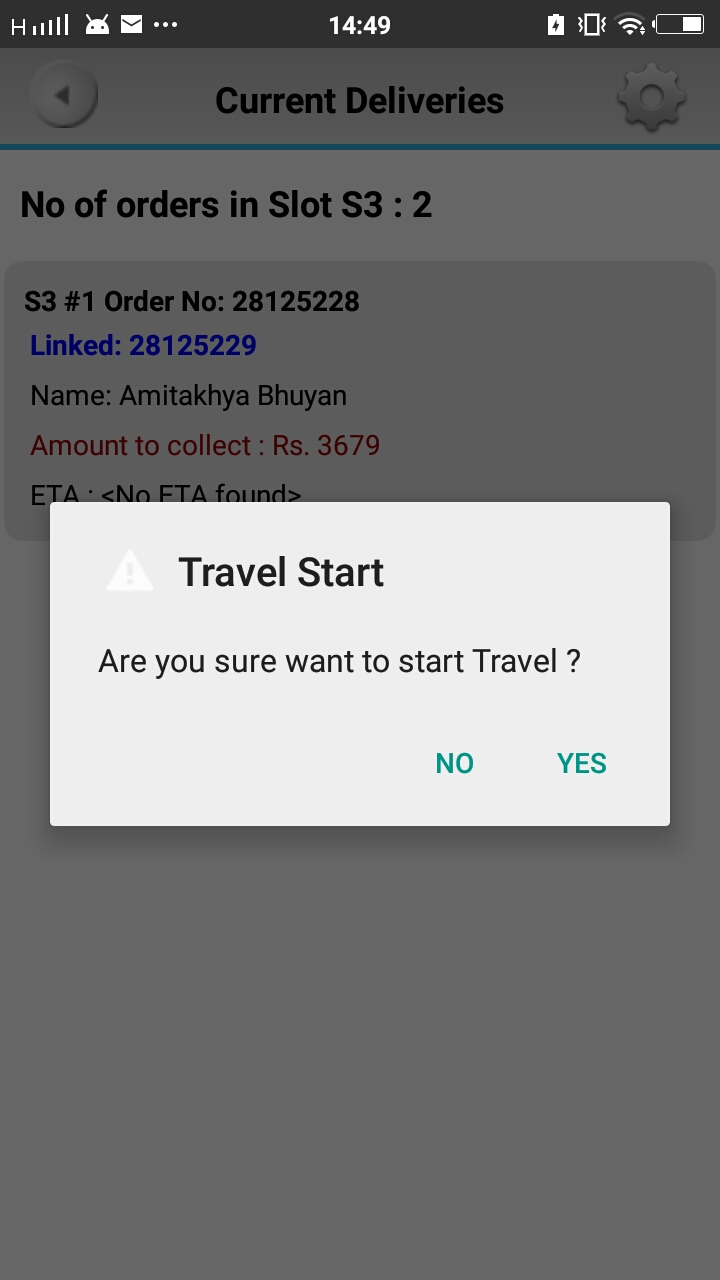 H 14:49
Current Deliveries
No of orders in Slot S3 : 2
S3 #1 Order No: 28125228
Linked: 28125229
Name: Amitakhya Bhuyan
Amount to collect : Rs. 3679
ETA : <No ETA found>
Travel Start
Are you sure want to start Travel ?
NO YES